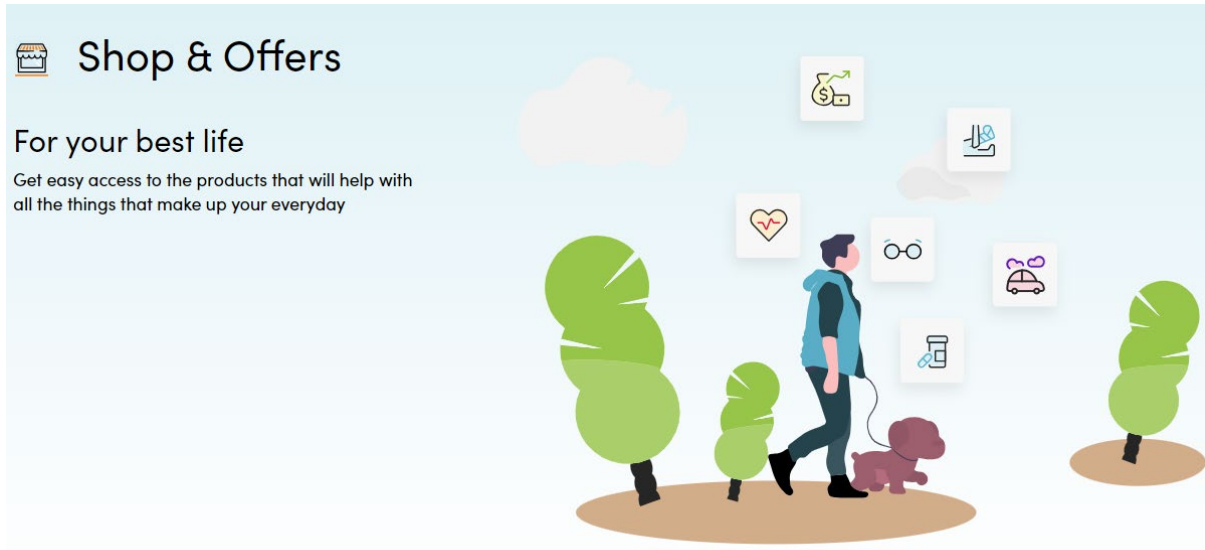 Shop & Offers
For your best life
Get easy access to the products that will help with
all the things that make up your everyday
$